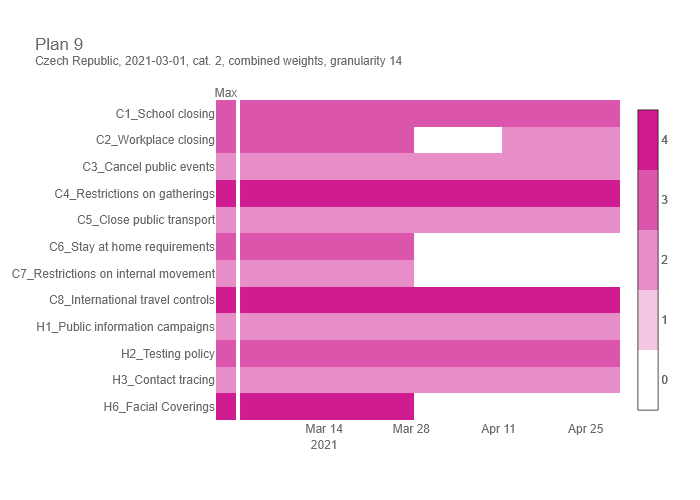 Plan 9
Czech Republic, 2021-03-01, cat. 2, combined weights, granularity 14
Max
C1_School closing
C2_Workplace closing
C3_Cancel public events
C4_Restrictions on gatherings
C5_Close public transport
C6_Stay at home requirements
C7_Restrictions on internal movement
C8_International travel controls
H1_Public information campaigns
H2_Testing policy
H3_Contact tracing
H6_Facial Coverings
Mar 14 Mar 28 Apr 11 Apr 25
2021
4
3
2
1
0